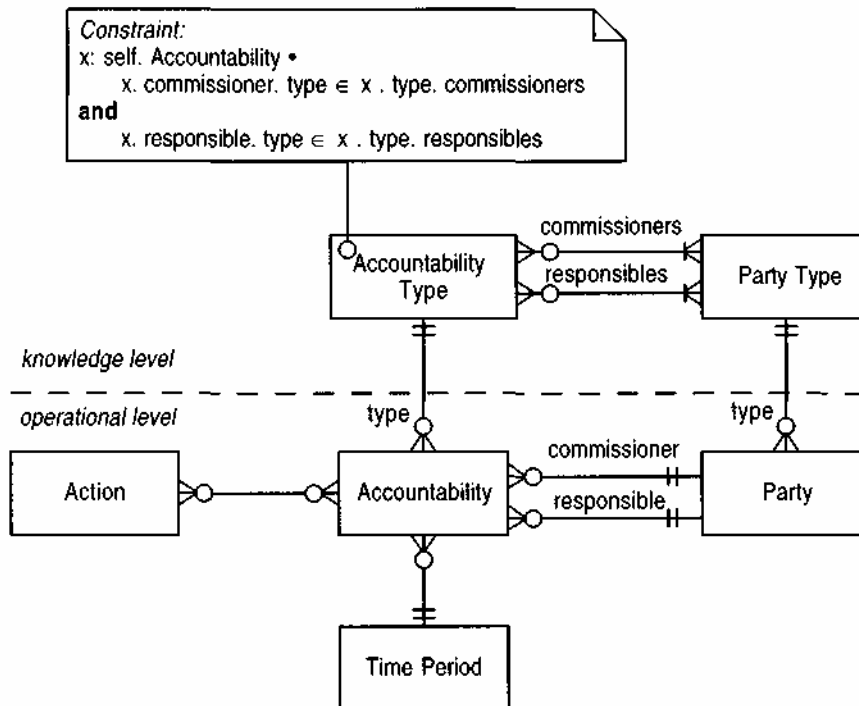 Constraint:
x: self. Accountability •
x. commissioner. type ∈ x . type. commissioners
and
x. responsible. type ∈ x . type. responsibles
commissioners
Accountability
Type
responsibles
Party Type
knowledge level
operational level
type
type
commissioner
Action
Accountability
responsible
Party
Time Period